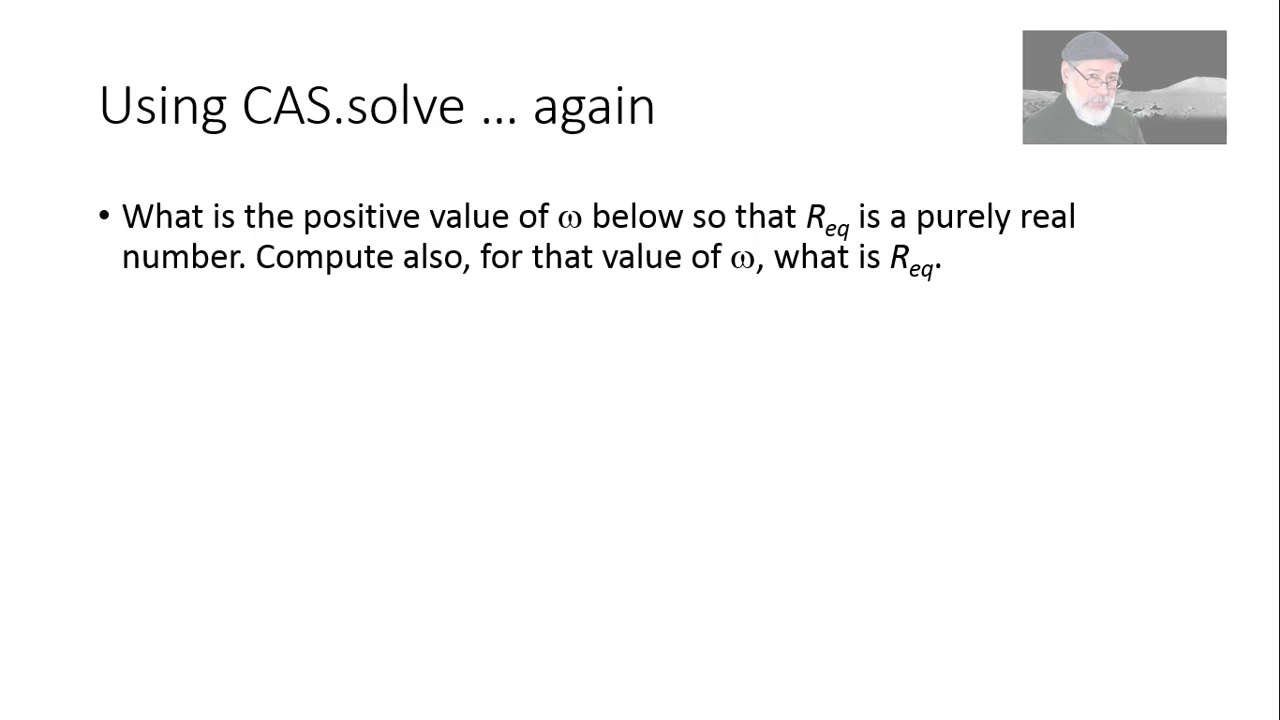 Using CAS.solve … again
• What is the positive value of ω below so that Req is a purely real
number. Compute also, for that value of ω, what is Req.